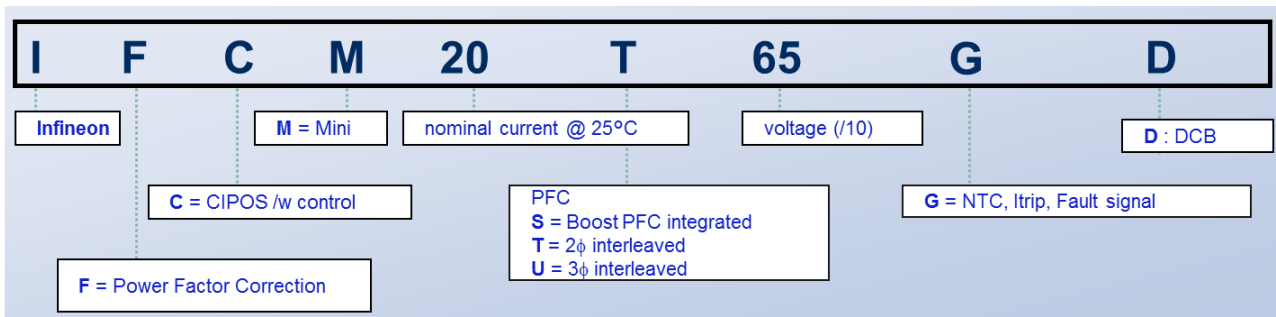 I F C M 20 T 65 G D
Infineon
M = Mini
nominal current @ 25°C
voltage (/10)
D : DCB
C = CIPOS /w control
PFC
S = Boost PFC integrated
T = 2ϕ interleaved
U = 3ϕ interleaved
G = NTC, Itrip, Fault signal
F = Power Factor Correction